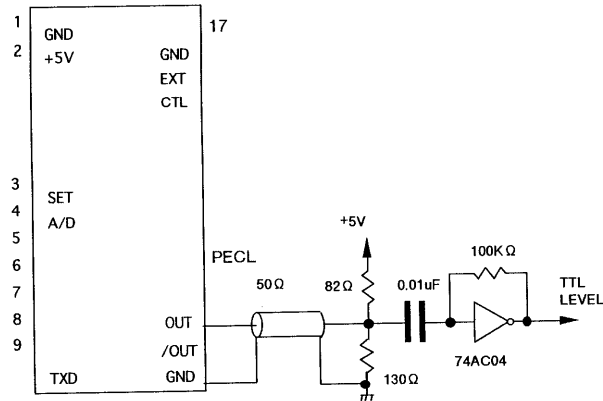 1
17
GND
2
+5V
GND
EXT
CTL
3
SET
4
A/D
5
+5V
PECL
6
100KΩ
50Ω
82Ω
0.01uF
TTL
LEVEL
7
8
OUT
9
/OUT
74AC04
TXD
GND
130Ω